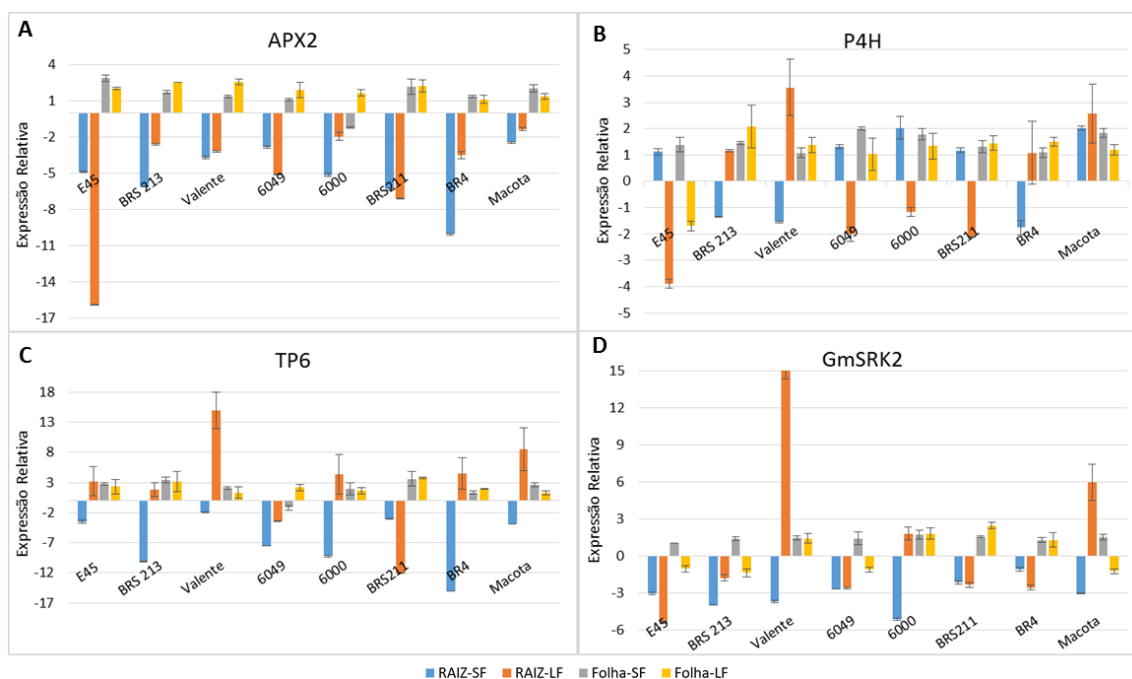 A
APX2
Expressão Relativa
4
1
-2
-5
-8
-11
-14
-17
E45
BRS 213
Valente
6049
6000
BRS211
BR4
Macota
B
P4H
Expressão Relativa
5
4
3
2
1
0
-1
-2
-3
-4
-5
E45
BRS 213
Valente
6049
6000
BRS211
BR4
Macota
C
TP6
Expressão Relativa
18
13
8
3
-2
-7
-12
-17
E45
BRS 213
Valente
6049
6000
BRS211
BR4
Macota
D
GmSRK2
Expressão Relativa
15
12
9
6
3
0
-3
-6
E45
BRS 213
Valente
6049
6000
BRS211
BR4
Macota
RAIZ-SF RAIZ-LF Folha-SF Folha-LF